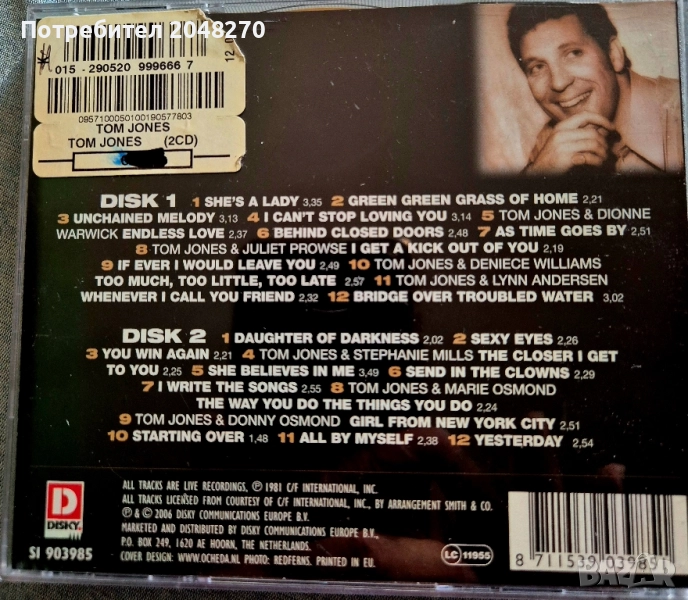 Потребител 2048270
015 - 290520 999666 7
12.0
09571000501001905778​03
TOM JONES
TOM JONES (2CD)
DISK 1 1 SHE'S A LADY 3,35 2 GREEN GREEN GRASS OF HOME 2,21
3 UNCHAINED MELODY 3,13 4 I CAN'T STOP LOVING YOU 3,14 5 TOM JONES & DIONNE
WARWICK ENDLESS LOVE 2,37 6 BEHIND CLOSED DOORS 2,48 7 AS TIME GOES BY 2,51
8 TOM JONES & JULIET PROWSE I GET A KICK OUT OF YOU 2,19
9 IF EVER I WOULD LEAVE YOU 2,49 10 TOM JONES & DENIECE WILLIAMS
TOO MUCH, TOO LITTLE, TOO LATE 2,57 11 TOM JONES & LYNN ANDERSEN
WHENEVER I CALL YOU FRIEND 2,32 12 BRIDGE OVER TROUBLED WATER 3,02
DISK 2 1 DAUGHTER OF DARKNESS 2,02 2 SEXY EYES 2,26
3 YOU WIN AGAIN 2,21 4 TOM JONES & STEPHANIE MILLS THE CLOSER I GET
TO YOU 2,25 5 SHE BELIEVES IN ME 3,49 6 SEND IN THE CLOWNS 2,29
7 I WRITE THE SONGS 2,55 8 TOM JONES & MARIE OSMOND
THE WAY YOU DO THE THINGS YOU DO 2,24
9 TOM JONES & DONNY OSMOND GIRL FROM NEW YORK CITY 2,51
10 STARTING OVER 1,48 11 ALL BY MYSELF 2,38 12 YESTERDAY 2,54
D
DISKY
SI 903985
ALL TRACKS ARE LIVE RECORDINGS, ℗ 1981 C/F INTERNATIONAL, INC.
ALL TRACKS LICENSED FROM COURTESY OF C/F INTERNATIONAL, INC., BY ARRANGEMENT SMITH & CO.
℗ & © 2006 DISKY COMMUNICATIONS EUROPE B.V.
MARKETED AND DISTRIBUTED BY DISKY COMMUNICATIONS EUROPE B.V.
P.O. BOX 249, 1620 AE HOORN, THE NETHERLANDS.
COVER DESIGN: WWW.OCHEDA.NL PHOTO: REDFERNS. PRINTED IN EU.
LC 11955
8 711539 039851
BAZAR